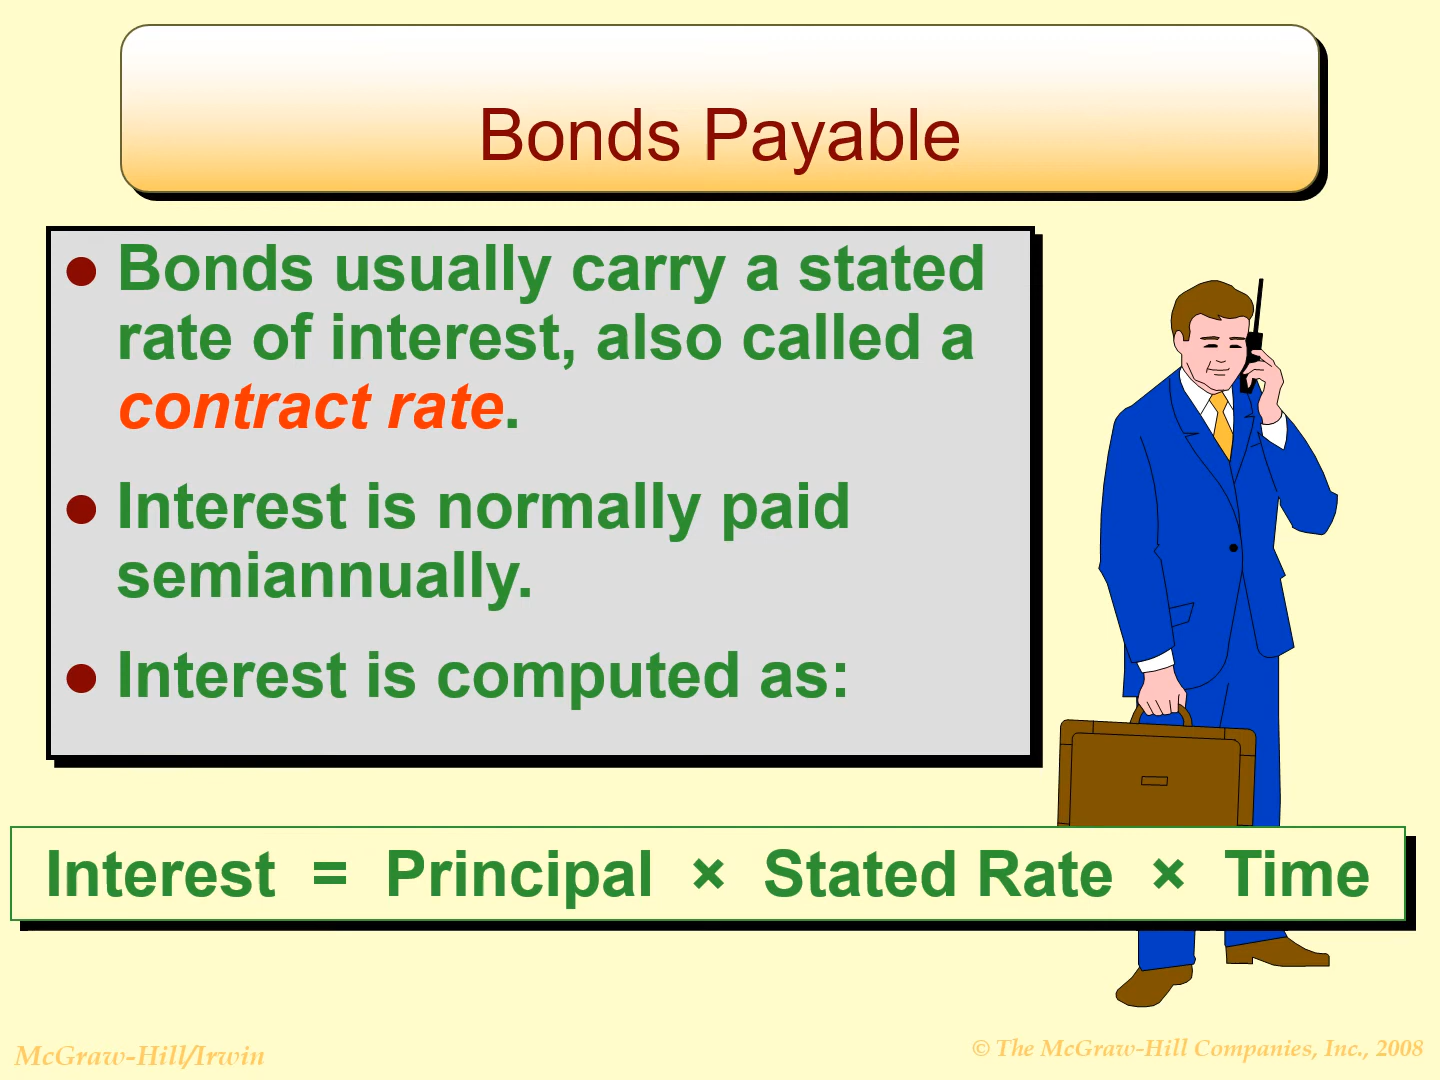 Bonds Payable
● Bonds usually carry a stated
rate of interest, also called a
contract rate.
● Interest is normally paid
semiannually.
● Interest is computed as:
Interest = Principal × Stated Rate × Time
McGraw-Hill/Irwin
© The McGraw-Hill Companies, Inc., 2008